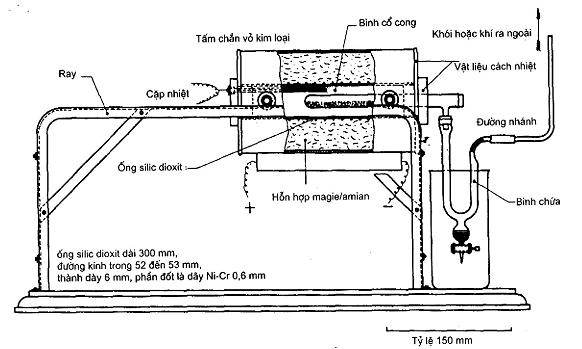 Khói hoặc khí ra ngoài
Tấm chắn vỏ kim loại
Bình cổ cong
Vật liệu cách nhiệt
Ray
Cặp nhiệt
Đường nhánh
Ống silic dioxit
Bình chứa
Hỗn hợp magie/amian
+
−
ống silic dioxit dài 300 mm,
đường kính trong 52 đến 53 mm,
thành dày 6 mm, phần đốt là dây Ni-Cr 0,6 mm
Tỷ lệ 150 mm